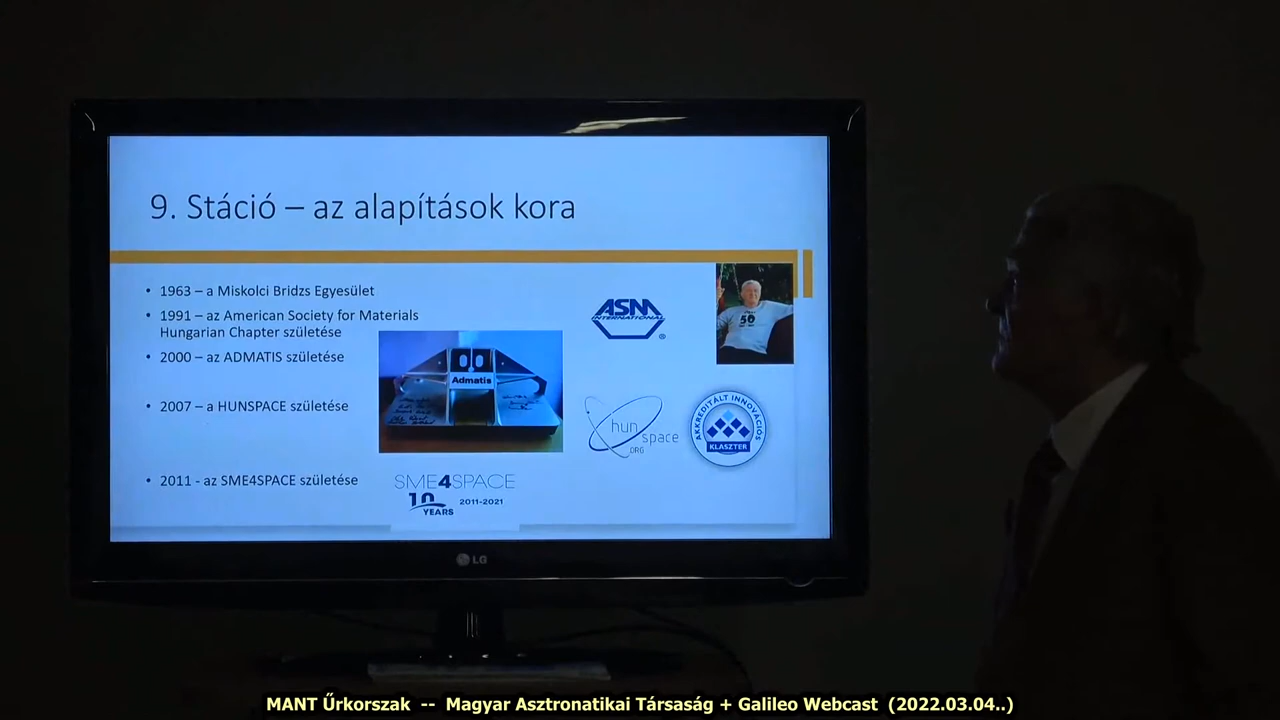 9. Stáció – az alapítások kora
• 1963 – a Miskolci Bridzs Egyesület
• 1991 – az American Society for Materials
Hungarian Chapter születése
• 2000 – az ADMATIS születése
• 2007 – a HUNSPACE születése
• 2011 - az SME4SPACE születése
ASM
INTERNATIONAL
®
50
Admatis
hun
space
.ORG
AKKREDITÁLT INNOVÁCIÓS
KLASZTER
SME4SPACE
10
YEARS
2011-2021
LG
MANT Űrkorszak -- Magyar Asztronatikai Társaság + Galileo Webcast (2022.03.04..)